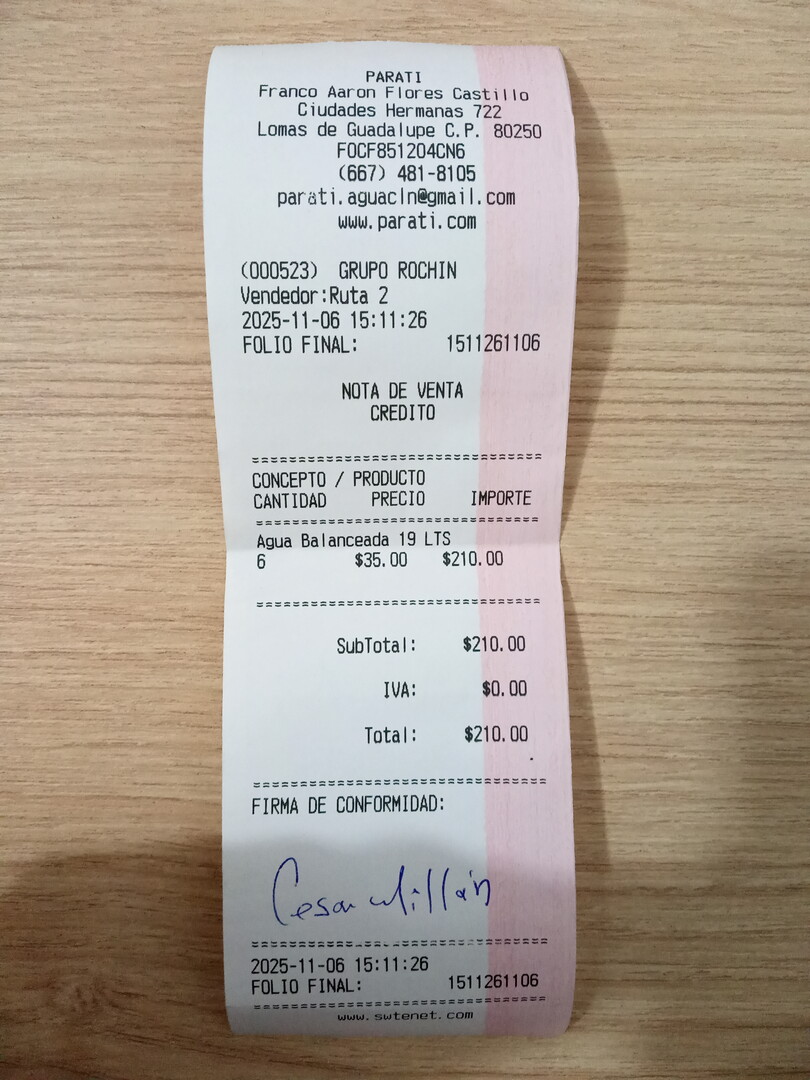 PARATI
Franco Aaron Flores Castillo
Ciudades Hermanas 722
Lomas de Guadalupe C.P. 80250
FOCF851204CN6
(667) 481-8105
parati.aguacln@gmail.com
www.parati.com
(000523) GRUPO ROCHIN
Vendedor:Ruta 2
2025-11-06 15:11:26
FOLIO FINAL: 1511261106
NOTA DE VENTA
CREDITO
CONCEPTO / PRODUCTO
CANTIDAD PRECIO IMPORTE
Agua Balanceada 19 LTS
6 $35.00 $210.00
SubTotal: $210.00
IVA: $0.00
Total: $210.00
FIRMA DE CONFORMIDAD:
Cesar Millán
2025-11-06 15:11:26
FOLIO FINAL: 1511261106
www.swtenet.com